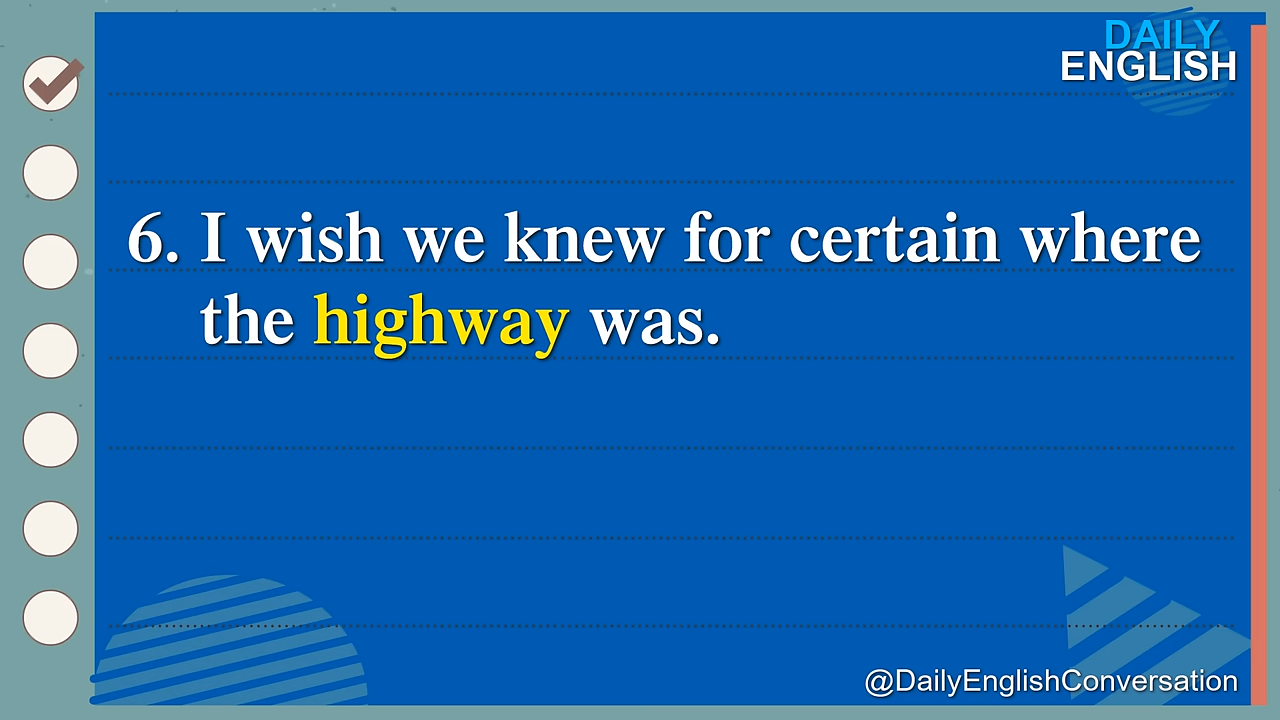 DAILY
ENGLISH
6. I wish we knew for certain where
the highway was.
@DailyEnglishConversation